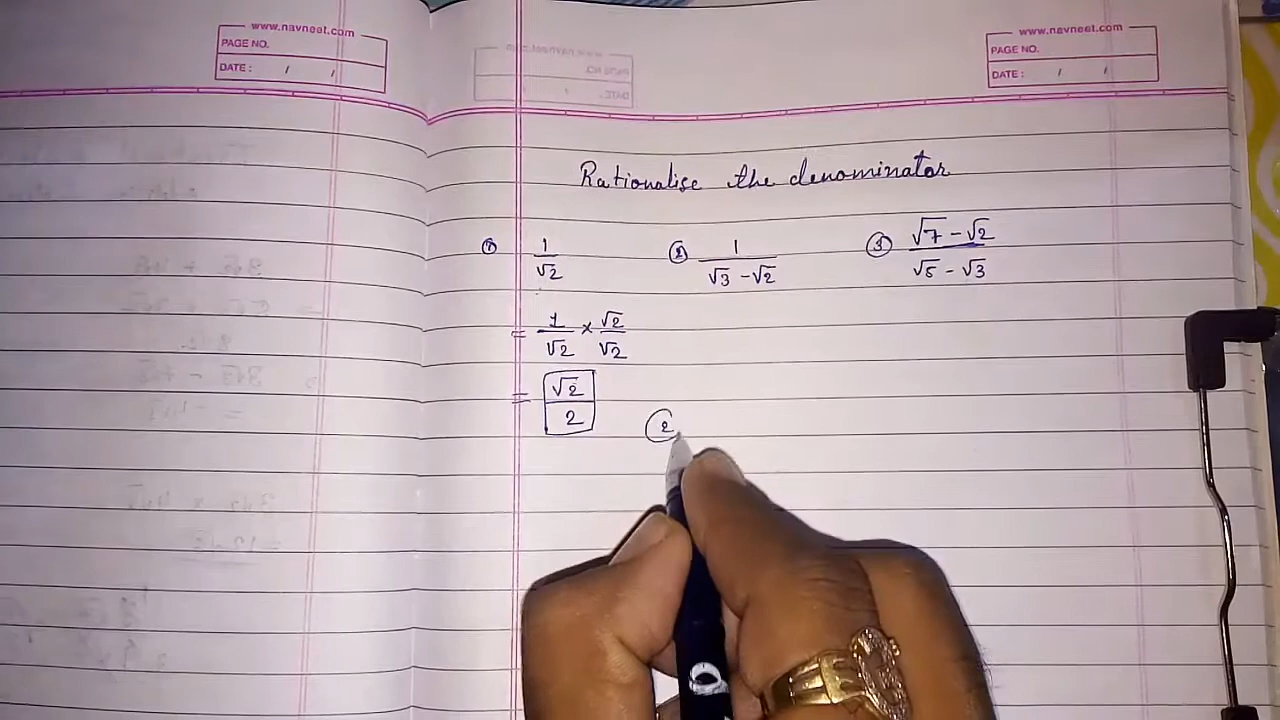 www.navneet.com
PAGE NO.
DATE : / /
www.navneet.com
PAGE NO.
DATE : / /
Rationalise the denominator
① 1/√2 ② 1/(√3 - √2) ③ (√7 - √2)/(√5 - √3)
= 1/√2 × √2/√2
= √2/2
②